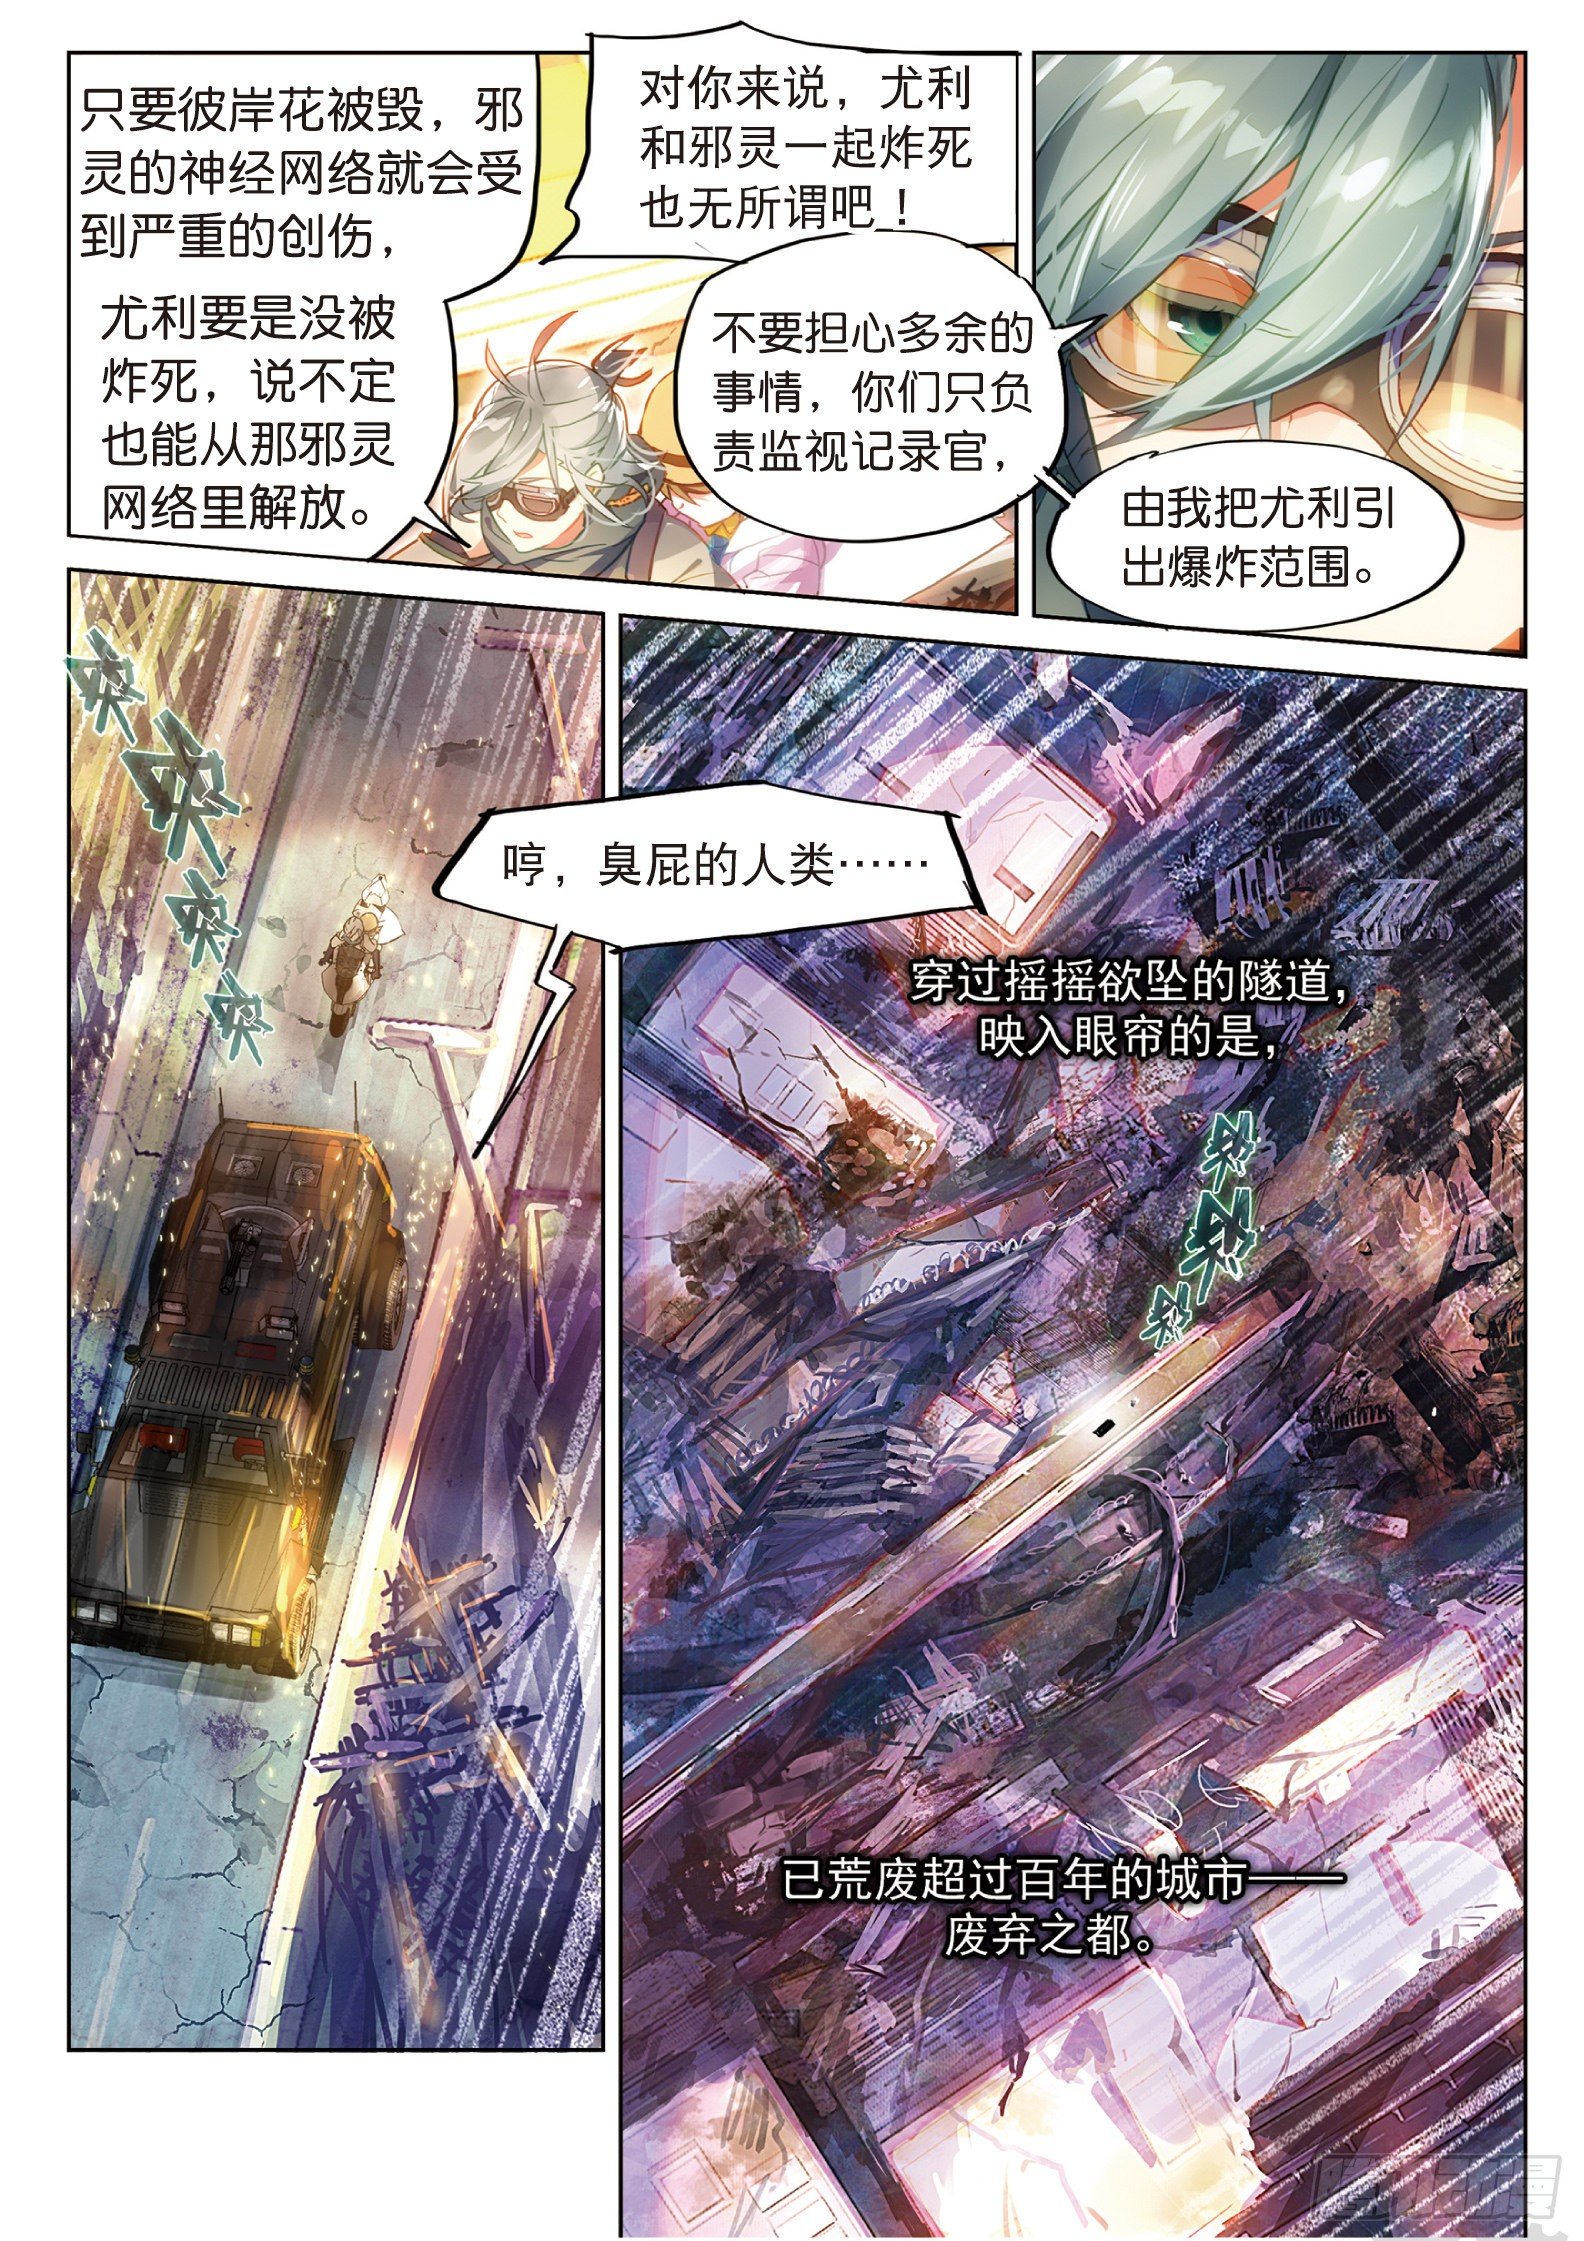 只要彼岸花被毁，邪
灵的神经网络就会受
到严重的创伤，
尤利要是没被
炸死，说不定
也能从那邪灵
网络里解放。
对你来说，尤利
和邪灵一起炸死
也无所谓吧！
不要担心多余的
事情，你们只负
责监视记录官，
由我把尤利引
出爆炸范围。
哼，臭屁的人类……
穿过摇摇欲坠的隧道，
映入眼帘的是，
已荒废超过百年的城市——
废弃之都。